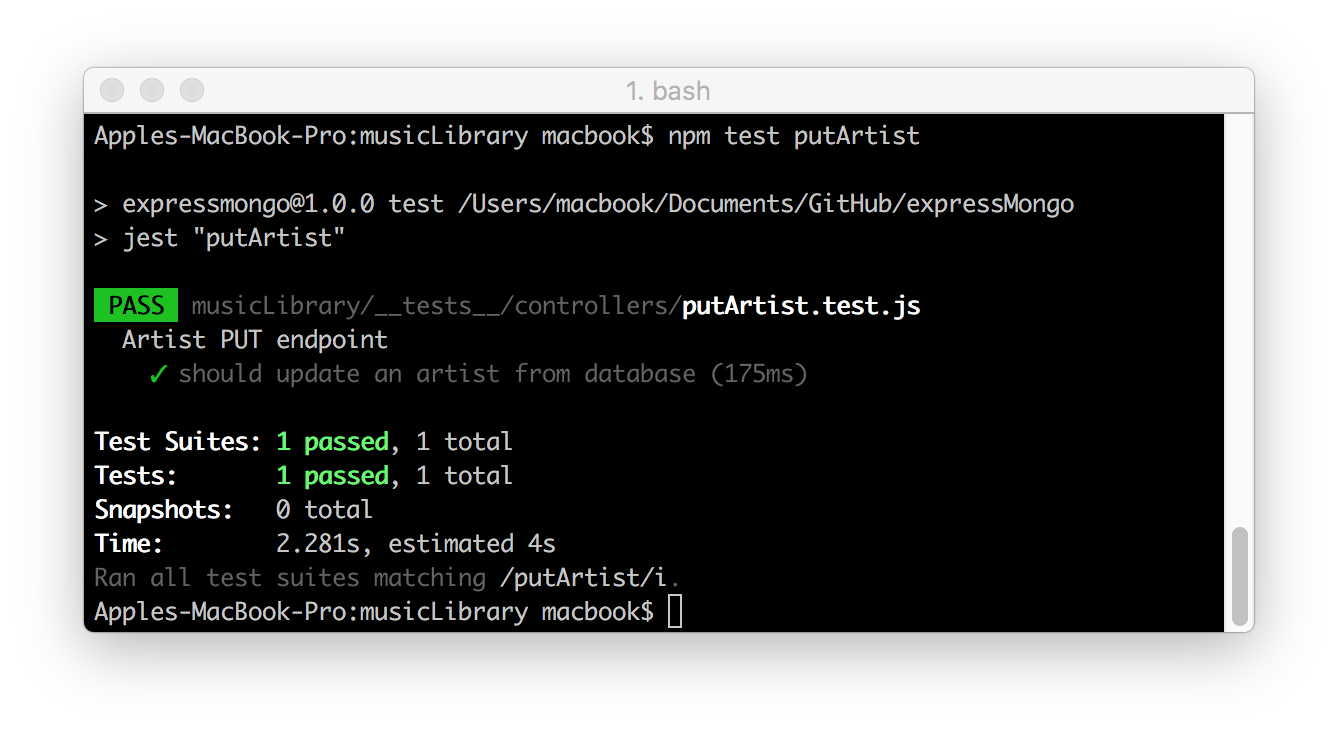 1. bash
Apples-MacBook-Pro:musicLibrary macbook$ npm test putArtist
> expressmongo@1.0.0 test /Users/macbook/Documents/GitHub/expressMongo
> jest "putArtist"
PASS musicLibrary/__tests__/controllers/putArtist.test.js
Artist PUT endpoint
✓ should update an artist from database (175ms)
Test Suites: 1 passed, 1 total
Tests: 1 passed, 1 total
Snapshots: 0 total
Time: 2.281s, estimated 4s
Ran all test suites matching /putArtist/i.
Apples-MacBook-Pro:musicLibrary macbook$